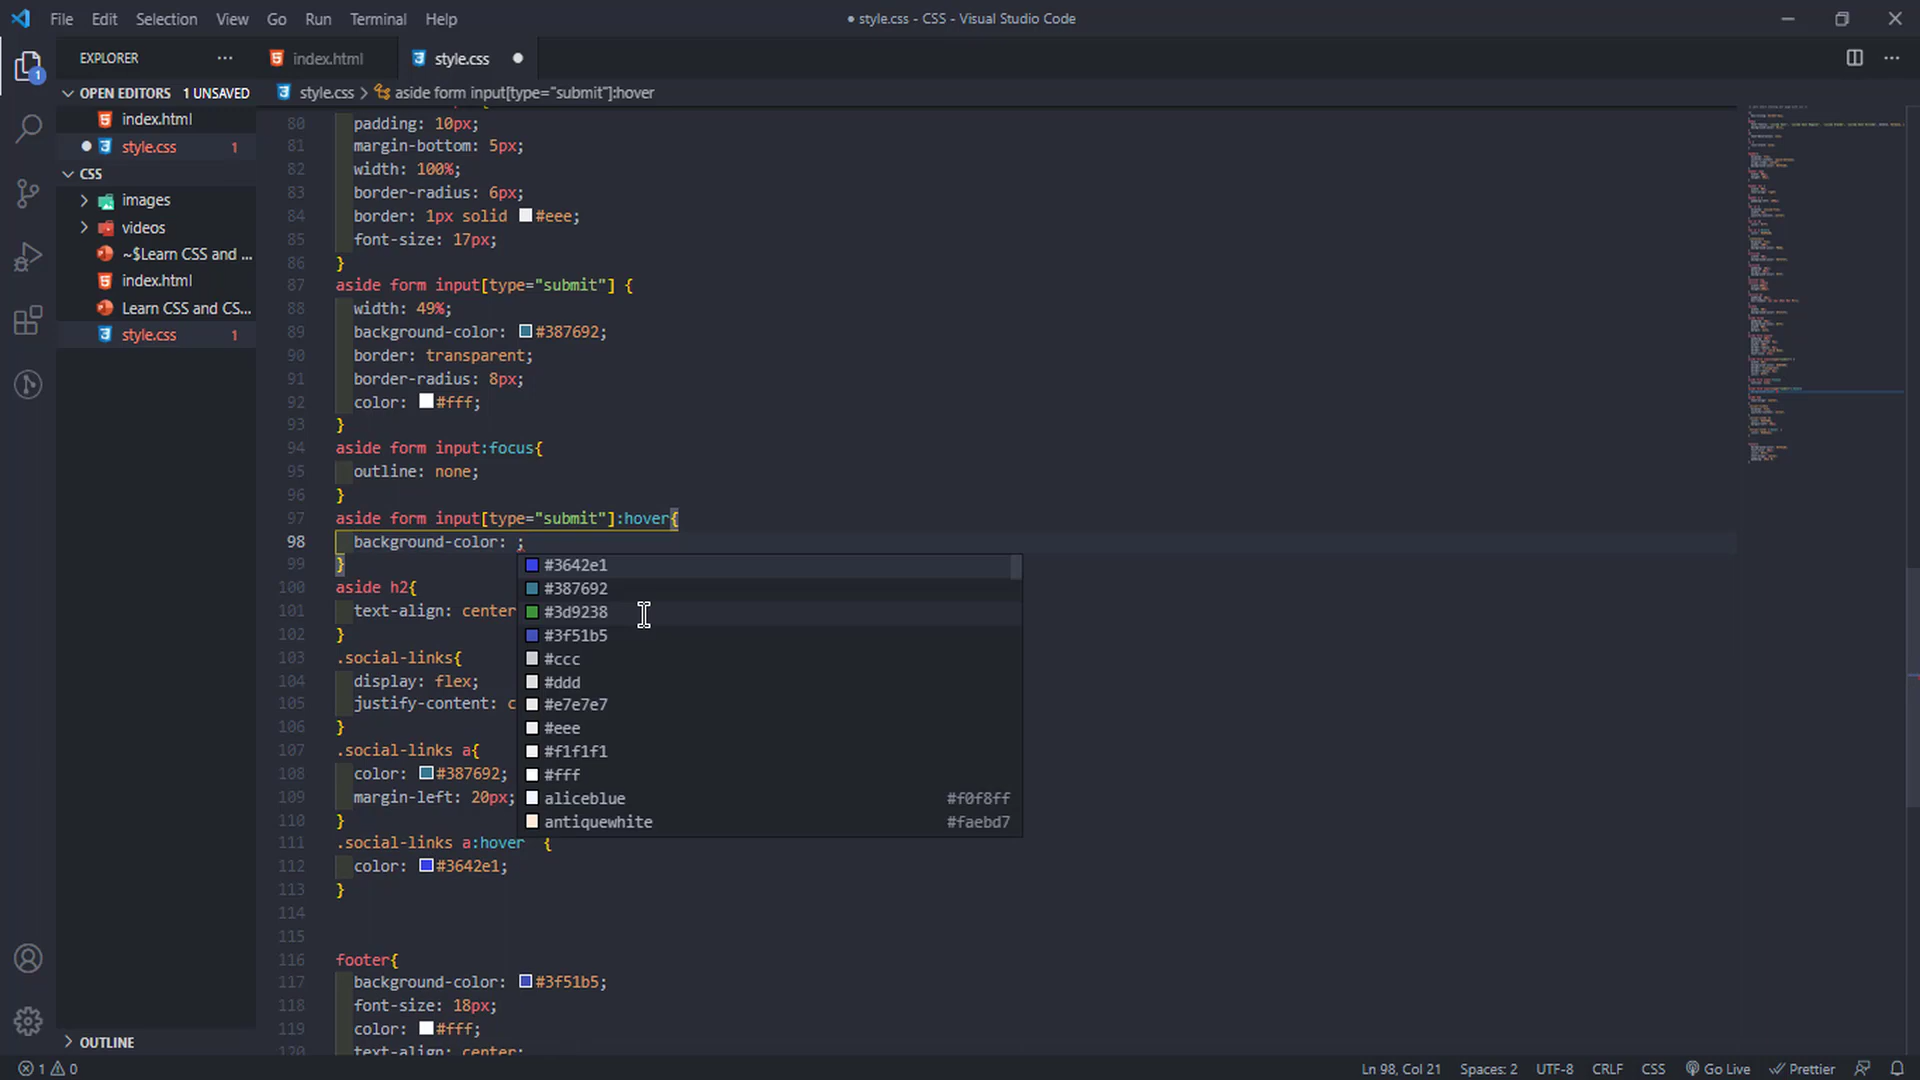 File Edit Selection View Go Run Terminal Help
● style.css - CSS - Visual Studio Code
EXPLORER ···
index.html
style.css
style.css > aside form input[type="submit"]:hover
OPEN EDITORS 1 UNSAVED
index.html
style.css 1
CSS
images
videos
~$Learn CSS and ...
index.html
Learn CSS and CS...
style.css 1
OUTLINE
1
80 padding: 10px;
81 margin-bottom: 5px;
82 width: 100%;
83 border-radius: 6px;
84 border: 1px solid #eee;
85 font-size: 17px;
86 }
87 aside form input[type="submit"] {
88 width: 49%;
89 background-color: #387692;
90 border: transparent;
91 border-radius: 8px;
92 color: #fff;
93 }
94 aside form input:focus{
95 outline: none;
96 }
97 aside form input[type="submit"]:hover{
98 background-color: ;
99 }
100 aside h2{
101 text-align: center
102 }
103 .social-links{
104 display: flex;
105 justify-content: c
106 }
107 .social-links a{
108 color: #387692;
109 margin-left: 20px;
110 }
111 .social-links a:hover {
112 color: #3642e1;
113 }
114
115
116 footer{
117 background-color: #3f51b5;
118 font-size: 18px;
119 color: #fff;
120 text-align: center;
#3642e1
#387692
#3d9238
#3f51b5
#ccc
#ddd
#e7e7e7
#eee
#f1f1f1
#fff
aliceblue #f0f8ff
antiquewhite #faebd7
1 0 Ln 98, Col 21 Spaces: 2 UTF-8 CRLF CSS Go Live Prettier